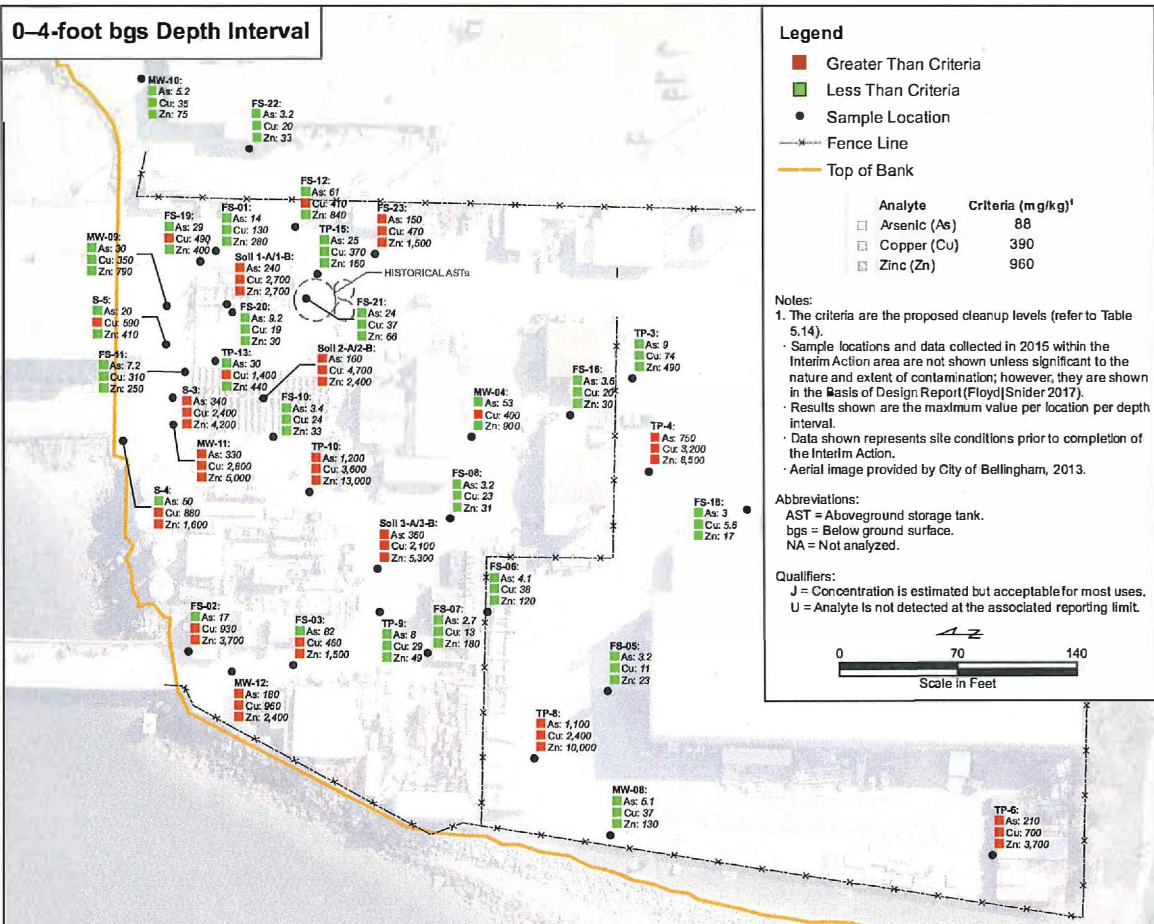 0–4-foot bgs Depth Interval
MW-10:
As: 5.2
Cu: 35
Zn: 75
FS-22:
As: 3.2
Cu: 20
Zn: 33
FS-12:
As: 61
Cu: 410
Zn: 840
FS-23:
As: 150
Cu: 470
Zn: 1,500
FS-19:
As: 29
Cu: 490
Zn: 400
FS-01:
As: 14
Cu: 130
Zn: 280
TP-15:
As: 25
Cu: 370
Zn: 160
MW-09:
As: 30
Cu: 350
Zn: 790
Soil 1-A/1-B:
As: 240
Cu: 2,700
Zn: 2,700
HISTORICAL ASTs
S-5:
As: 20
Cu: 590
Zn: 410
FS-20:
As: 9.2
Cu: 19
Zn: 30
FS-21:
As: 24
Cu: 37
Zn: 66
FS-11:
As: 7.2
Cu: 310
Zn: 250
TP-13:
As: 30
Cu: 1,400
Zn: 440
Soil 2-A/2-B:
As: 160
Cu: 4,700
Zn: 2,400
TP-3:
As: 9
Cu: 74
Zn: 490
S-3:
As: 340
Cu: 2,400
Zn: 4,200
FS-10:
As: 3.4
Cu: 24
Zn: 33
MW-04:
As: 53
Cu: 400
Zn: 900
FS-16:
As: 3.6
Cu: 20
Zn: 30
MW-11:
As: 330
Cu: 2,800
Zn: 5,000
TP-10:
As: 1,200
Cu: 3,600
Zn: 13,000
TP-4:
As: 750
Cu: 3,200
Zn: 8,500
S-4:
As: 50
Cu: 880
Zn: 1,600
FS-08:
As: 3.2
Cu: 23
Zn: 31
FS-18:
As: 3
Cu: 5.6
Zn: 17
Soil 3-A/3-B:
As: 360
Cu: 2,100
Zn: 5,300
FS-06:
As: 4.1
Cu: 38
Zn: 120
FS-02:
As: 17
Cu: 930
Zn: 3,700
FS-03:
As: 82
Cu: 460
Zn: 1,500
TP-9:
As: 8
Cu: 29
Zn: 49
FS-07:
As: 2.7
Cu: 13
Zn: 180
FS-05:
As: 3.2
Cu: 11
Zn: 23
MW-12:
As: 180
Cu: 960
Zn: 2,400
TP-8:
As: 1,100
Cu: 2,400
Zn: 10,000
MW-08:
As: 5.1
Cu: 37
Zn: 130
TP-6:
As: 210
Cu: 700
Zn: 3,700
Legend
Greater Than Criteria
Less Than Criteria
Sample Location
Fence Line
Top of Bank
Analyte Criteria (mg/kg)¹
Arsenic (As) 88
Copper (Cu) 390
Zinc (Zn) 960
Notes:
1. The criteria are the proposed cleanup levels (refer to Table
5.14).
· Sample locations and data collected in 2015 within the
Interim Action area are not shown unless significant to the
nature and extent of contamination; however, they are shown
in the Basis of Design Report (Floyd|Snider 2017).
· Results shown are the maximum value per location per depth
interval.
· Data shown represents site conditions prior to completion of
the Interim Action.
· Aerial image provided by City of Bellingham, 2013.
Abbreviations:
AST = Aboveground storage tank.
bgs = Below ground surface.
NA = Not analyzed.
Qualifiers:
J = Concentration is estimated but acceptable for most uses.
U = Analyte is not detected at the associated reporting limit.
Z
0 70 140
Scale in Feet